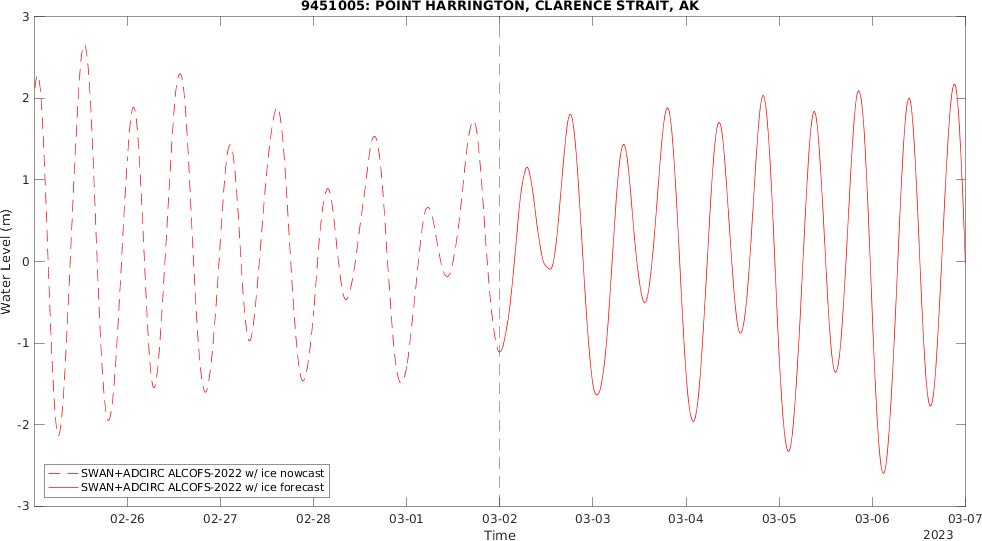 9451005: POINT HARRINGTON, CLARENCE STRAIT, AK
3
2
1
0
-1
-2
-3
Water Level (m)
SWAN+ADCIRC ALCOFS-2022 w/ ice nowcast
SWAN+ADCIRC ALCOFS-2022 w/ ice forecast
02-26 02-27 02-28 03-01 03-02 03-03 03-04 03-05 03-06 03-07
Time
2023